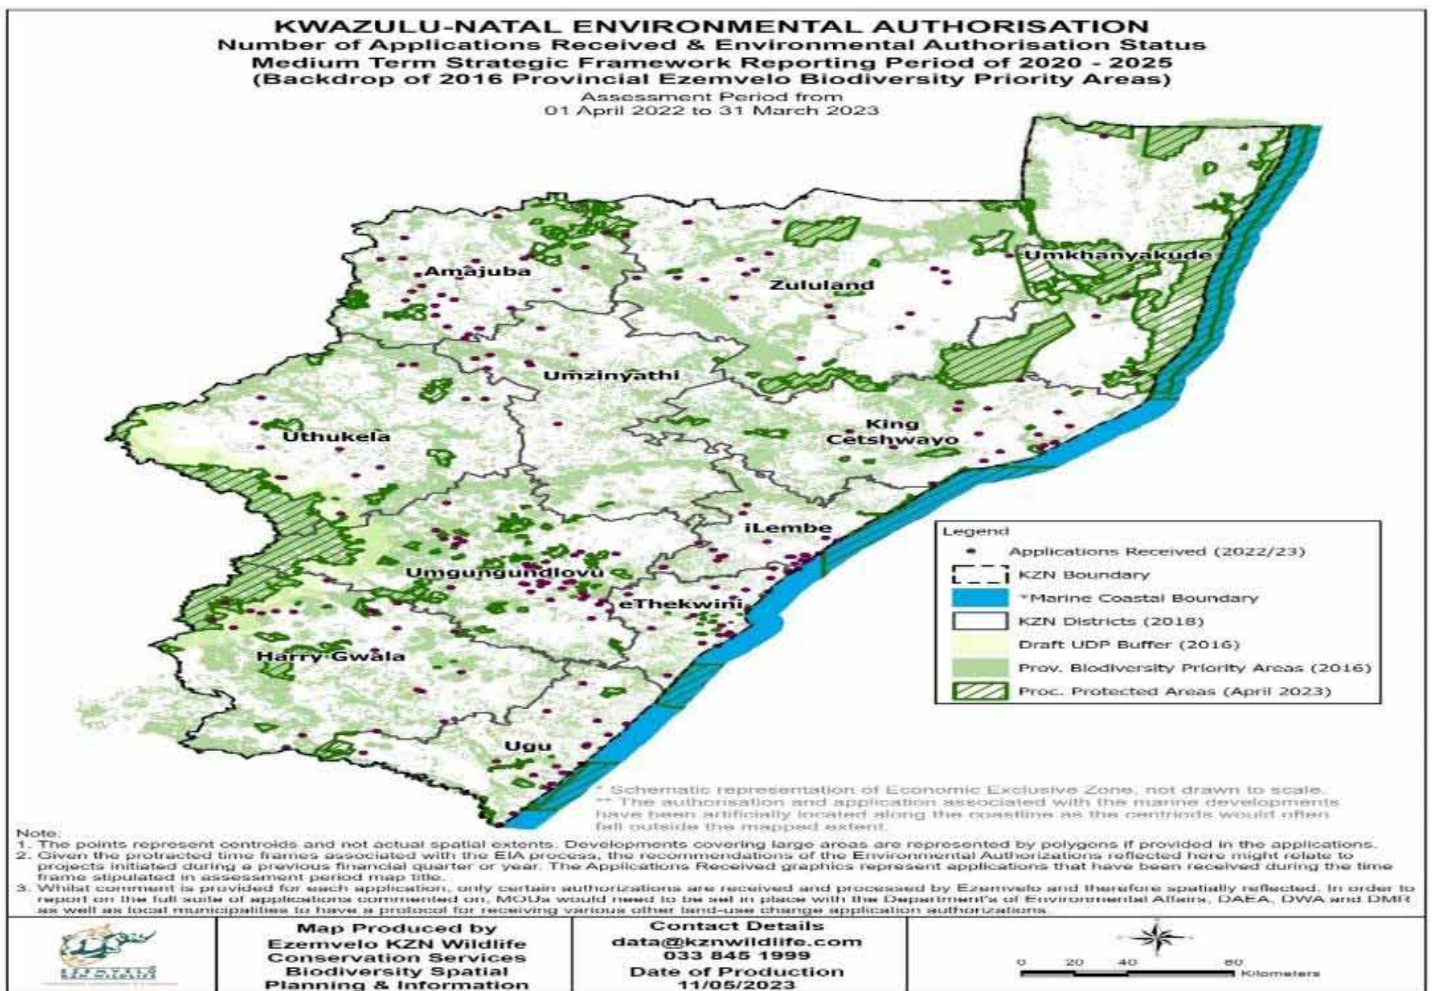 KWAZULU-NATAL ENVIRONMENTAL AUTHORISATION
Number of Applications Received & Environmental Authorisation Status
Medium Term Strategic Framework Reporting Period of 2020 - 2025
(Backdrop of 2016 Provincial Ezemvelo Biodiversity Priority Areas)
Assessment Period from
01 April 2022 to 31 March 2023
Umkhanyakude
Amajuba
Zululand
Umzinyathi
King
Cetshwayo
Uthukela
iLembe
Umgungundlovu
eThekwini
Harry Gwala
Ugu
Legend
Applications Received (2022/23)
KZN Boundary
*Marine Coastal Boundary
KZN Districts (2018)
Draft UDP Buffer (2016)
Prov. Biodiversity Priority Areas (2016)
Proc. Protected Areas (April 2023)
* Schematic representation of Economic Exclusive Zone, not drawn to scale.
** The authorisation and application associated with the marine developments
have been artificially located along the coastline as the centriods would often
fall outside the mapped extent.
Note:
1. The points represent centroids and not actual spatial extents. Developments covering large areas are represented by polygons if provided in the applications.
2. Given the protracted time frames associated with the EIA process, the recommendations of the Environmental Authorizations reflected here might relate to
projects initiated during a previous financial quarter or year. The Applications Received graphics represent applications that have been received during the time
frame stipulated in assessment period map title.
3. Whilst comment is provided for each application, only certain authorizations are received and processed by Ezemvelo and therefore spatially reflected. In order to
report on the full suite of applications commented on, MOUs would need to be set in place with the Department's of Environmental Affairs, DAEA, DWA and DMR
as well as local municipalities to have a protocol for receiving various other land-use change application authorizations.
EZEMVELO
KZN WILDLIFE
Map Produced by
Ezemvelo KZN Wildlife
Conservation Services
Biodiversity Spatial
Planning & Information
Contact Details
data@kznwildlife.com
033 845 1999
Date of Production
11/05/2023
0 20 40 80
Kilometers